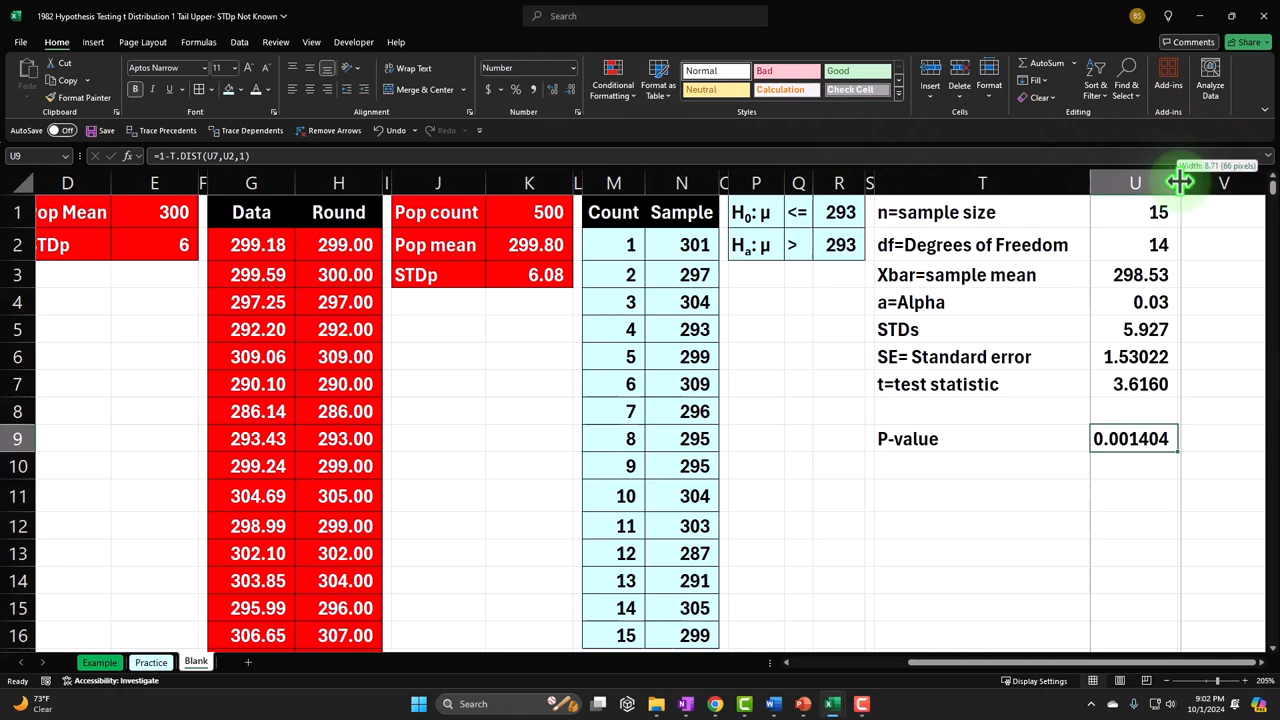 1982 Hypothesis Testing t Distribution 1 Tail Upper- STDp Not Known
Search
BS
File Home Insert Page Layout Formulas Data Review View Developer Help
Comments Share
Paste
Cut
Copy
Format Painter
Clipboard
Aptos Narrow 11
Font
Wrap Text
Merge & Center
Alignment
Number
Number
Conditional Formatting
Format as Table
Normal Bad Good
Neutral Calculation Check Cell
Styles
Insert Delete Format
Cells
AutoSum
Fill
Clear
Sort & Filter
Find & Select
Editing
Add-ins
Add-ins
Analyze Data
AutoSave Off Save Trace Precedents Trace Dependents Remove Arrows Undo Redo
U9 fx =1-T.DIST(U7,U2,1)
Width: 8.71 (66 pixels)
D E F G H I J K L M N P Q R S T U V
1 op Mean 300 Data Round Pop count 500 Count Sample H0: µ <= 293 n=sample size 15
2 TDp 6 299.18 299.00 Pop mean 299.80 1 301 Ha: µ > 293 df=Degrees of Freedom 14
3 299.59 300.00 STDp 6.08 2 297 Xbar=sample mean 298.53
4 297.25 297.00 3 304 a=Alpha 0.03
5 292.20 292.00 4 293 STDs 5.927
6 309.06 309.00 5 299 SE= Standard error 1.53022
7 290.10 290.00 6 309 t=test statistic 3.6160
8 286.14 286.00 7 296
9 293.43 293.00 8 295 P-value 0.001404
10 299.24 299.00 9 295
11 304.69 305.00 10 304
12 298.99 299.00 11 303
13 302.10 302.00 12 287
14 303.85 304.00 13 291
15 295.99 296.00 14 305
16 306.65 307.00 15 299
Example Practice Blank
Ready Accessibility: Investigate Display Settings 205%
73°F
Clear
Search
9:02 PM
10/1/2024